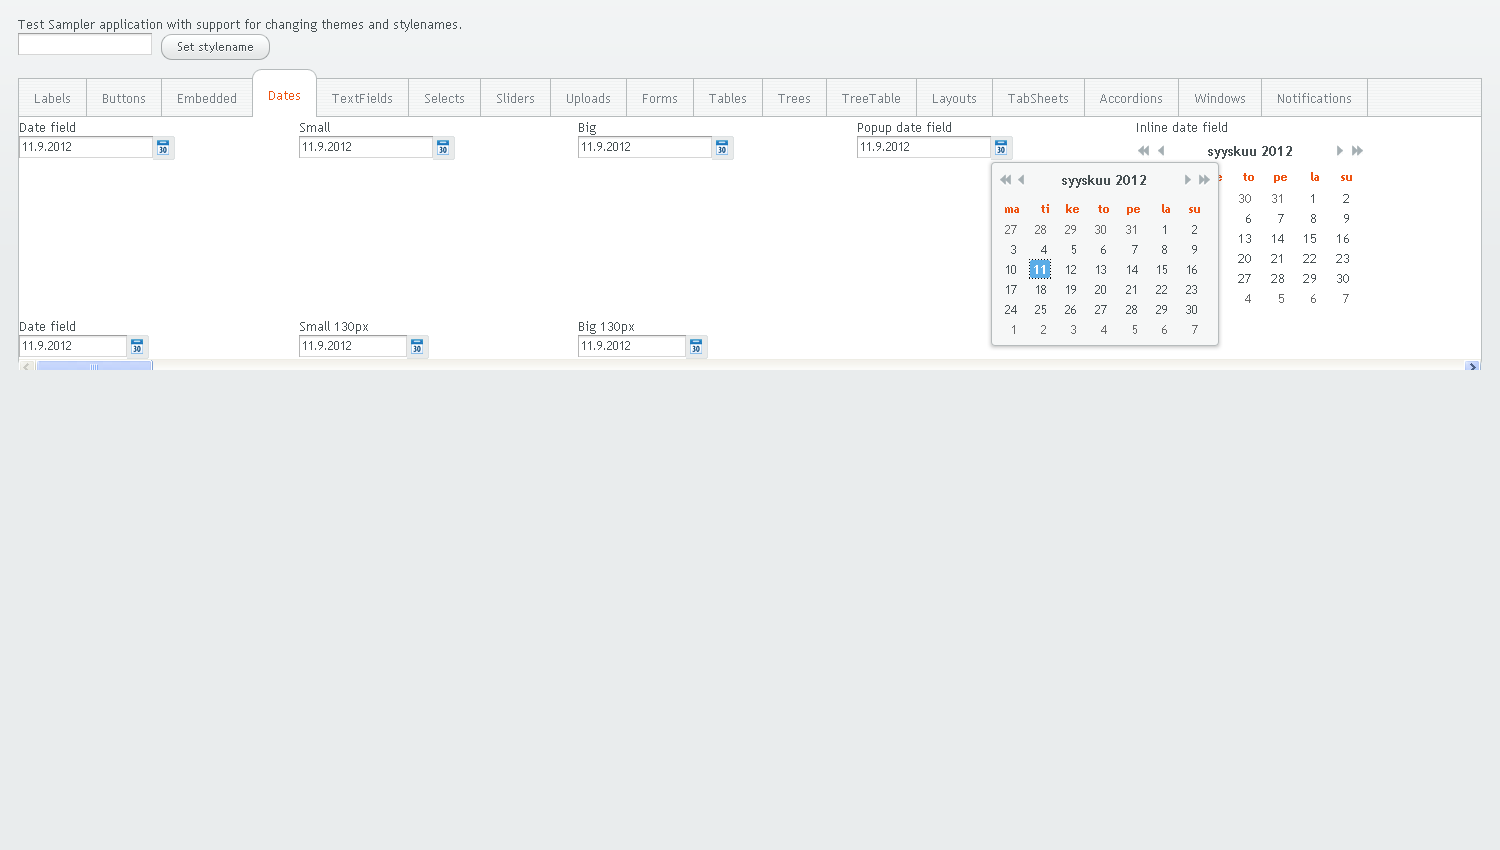 Test Sampler application with support for changing themes and stylenames.
Set stylename
Labels Buttons Embedded Dates TextFields Selects Sliders Uploads Forms Tables Trees TreeTable Layouts TabSheets Accordions Windows Notifications
Date field Small Big Popup date field Inline date field
11.9.2012 30 11.9.2012 30 11.9.2012 30 11.9.2012 30
syyskuu 2012
syyskuu 2012
ma ti ke to pe la su
27 28 29 30 31 1 2
3 4 5 6 7 8 9
10 11 12 13 14 15 16
17 18 19 20 21 22 23
24 25 26 27 28 29 30
1 2 3 4 5 6 7
e to pe la su
30 31 1 2
6 7 8 9
13 14 15 16
20 21 22 23
27 28 29 30
4 5 6 7
Date field Small 130px Big 130px
11.9.2012 30 11.9.2012 30 11.9.2012 30